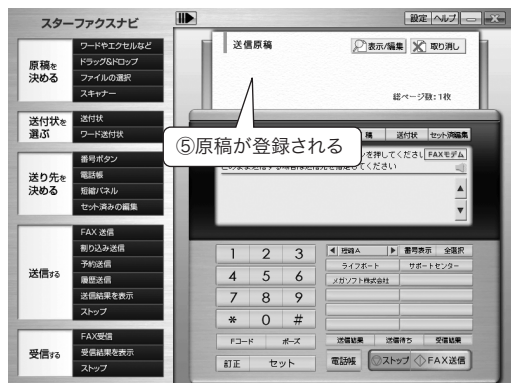 スターファクスナビ
設定
ヘルプ
原稿を
決める
ワードやエクセルなど
ドラッグ&ドロップ
ファイルの選択
スキャナー
送付状を
選ぶ
送付状
ワード送付状
送り先を
決める
番号ボタン
電話帳
短縮パネル
セット済みの編集
送信する
FAX 送信
割り込み送信
予約送信
履歴送信
送信結果を表示
ストップ
受信する
FAX受信
受信結果を表示
ストップ
送信原稿
表示/編集
取り消し
総ページ数:1枚
⑤原稿が登録される
稿
送付状
セット済編集
を押してください
FAXモデム
1 2 3
4 5 6
7 8 9
* 0 #
Fコード
ポーズ
訂正
セット
短縮A
番号表示
全選択
ライフボート
サポートセンター
メガソフト株式会社
送信結果
送信待ち
受信結果
電話帳
ストップ
FAX送信